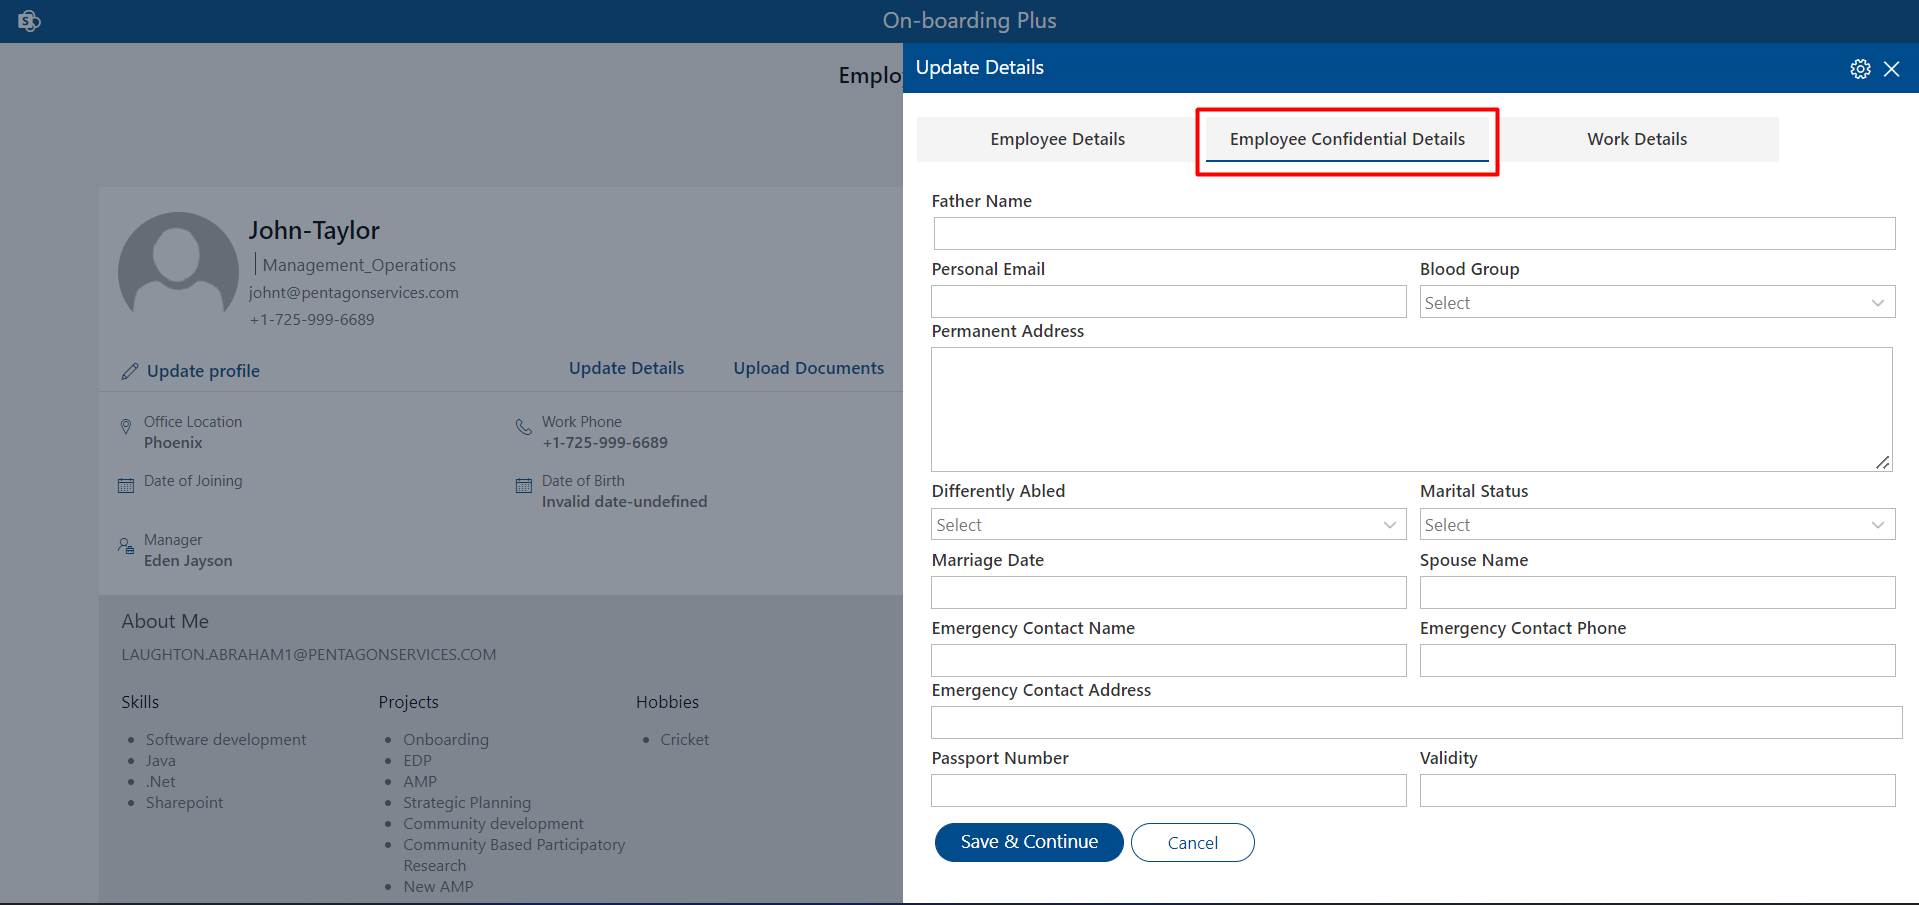 On-boarding Plus
Emplo
John-Taylor
Management_Operations
johnt@pentagonservices.com
+1-725-999-6689
Update profile
Update Details
Upload Documents
Office Location
Phoenix
Work Phone
+1-725-999-6689
Date of Joining
Date of Birth
Invalid date-undefined
Manager
Eden Jayson
About Me
LAUGHTON.ABRAHAM1@PENTAGONSERVICES.COM
Skills
Software development
Java
.Net
Sharepoint
Projects
Onboarding
EDP
AMP
Strategic Planning
Community development
Community Based Participatory
Research
New AMP
Hobbies
Cricket
Update Details
Employee Details
Employee Confidential Details
Work Details
Father Name
Personal Email
Blood Group
Select
Permanent Address
Differently Abled
Marital Status
Select
Select
Marriage Date
Spouse Name
Emergency Contact Name
Emergency Contact Phone
Emergency Contact Address
Passport Number
Validity
Save & Continue
Cancel